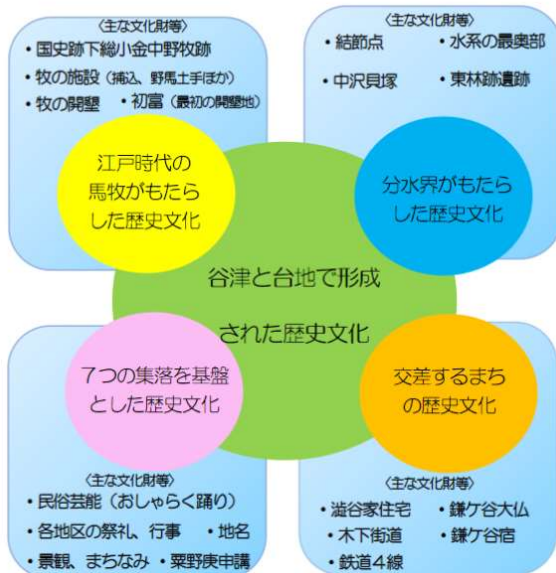 〈主な文化財等〉
・国史跡下総小金中野牧跡
・牧の施設（捕込、野馬土手ほか）
・牧の開墾　・初富（最初の開墾地）
江戸時代の
馬牧がもたら
した歴史文化
〈主な文化財等〉
・結節点　・水系の最奥部
・中沢貝塚　・東林跡遺跡
分水界がもたら
した歴史文化
谷津と台地で形成
された歴史文化
7つの集落を基盤
とした歴史文化
〈主な文化財等〉
・民俗芸能（おしゃらく踊り）
・各地区の祭礼、行事　・地名
・景観、まちなみ　・粟野庚申講
交差するまち
の歴史文化
〈主な文化財等〉
・澁谷家住宅　・鎌ケ谷大仏
・木下街道　・鎌ケ谷宿
・鉄道4線